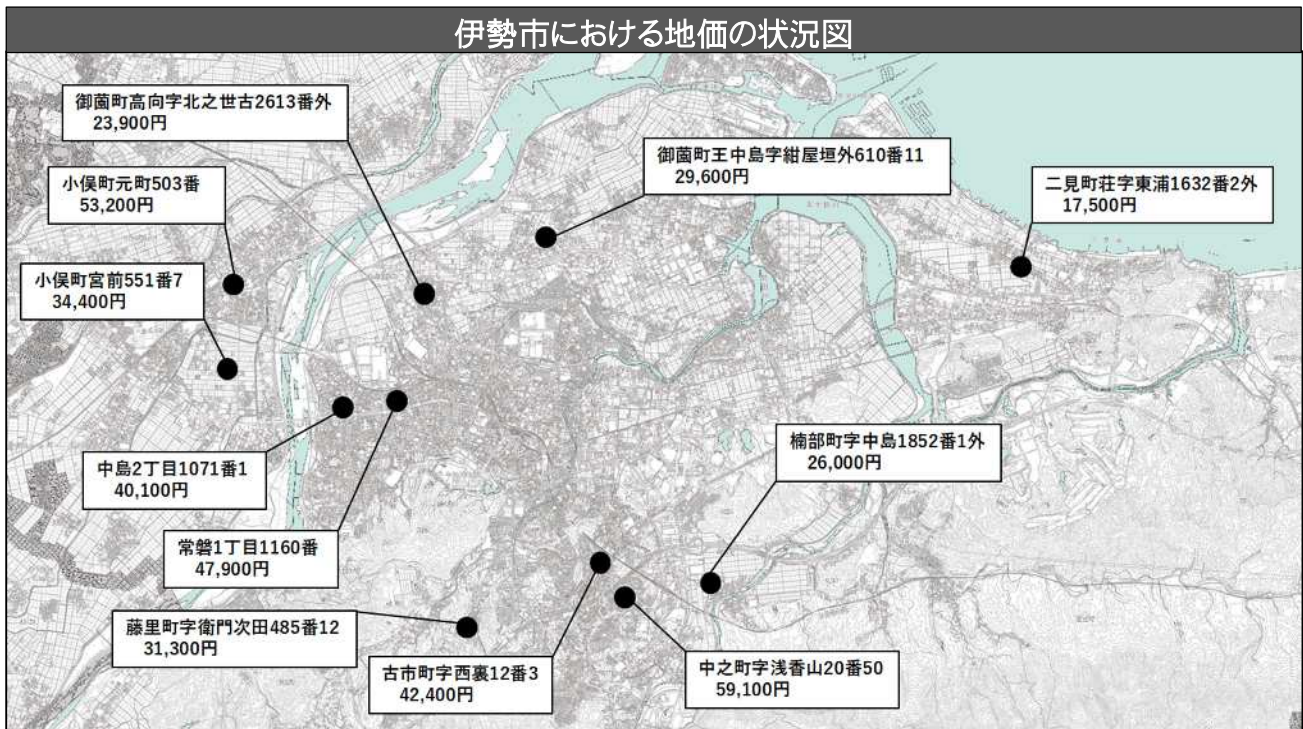 伊勢市における地価の状況図
御薗町高向字北之世古2613番外
23,900円
御薗町王中島字紺屋垣外610番11
29,600円
小俣町元町503番
53,200円
二見町荘字東浦1632番2外
17,500円
小俣町宮前551番7
34,400円
楠部町字中島1852番1外
26,000円
中島2丁目1071番1
40,100円
常磐1丁目1160番
47,900円
藤里町字衛門次田485番12
31,300円
古市町字西裏12番3
42,400円
中之町字浅香山20番50
59,100円